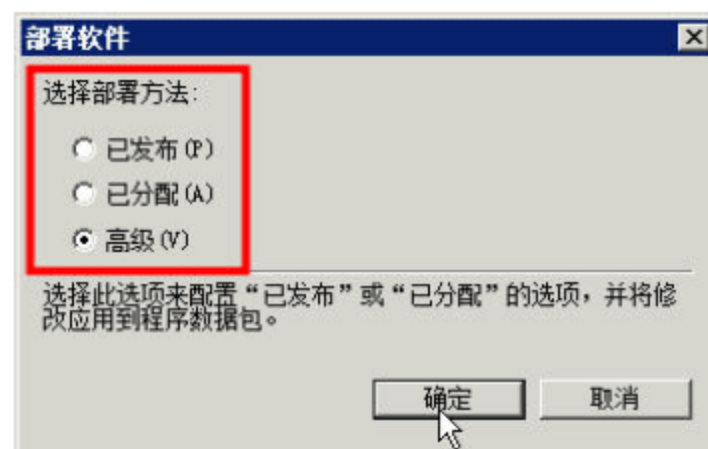 部署软件
选择部署方法:
已发布(P)
已分配(A)
高级(V)
选择此选项来配置“已发布”或“已分配”的选项，并将修
改应用到程序数据包。
确定
取消